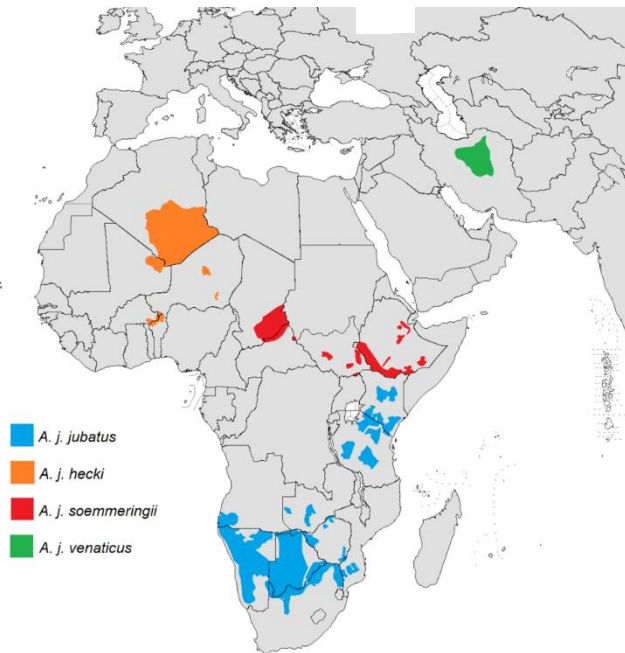 A. j. jubatus
A. j. hecki
A. j. soemmeringii
A. j. venaticus